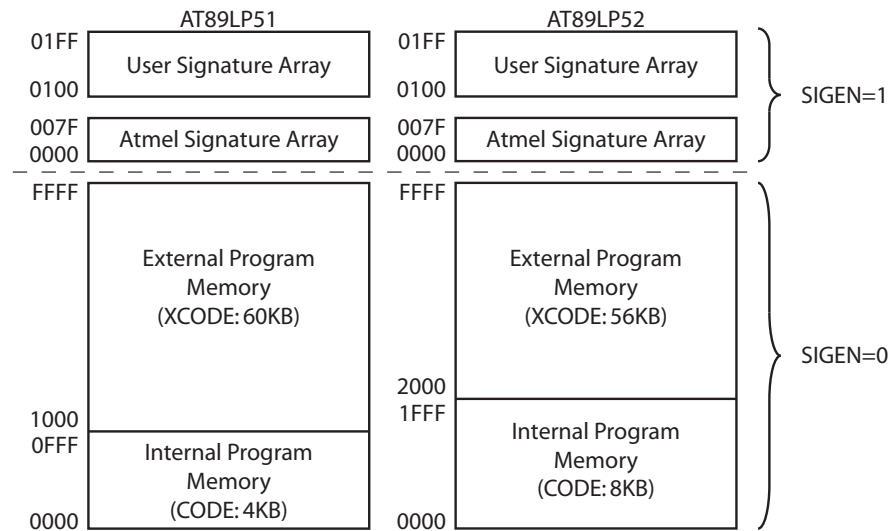 AT89LP51
AT89LP52
01FF
User Signature Array
0100
007F
Atmel Signature Array
0000
01FF
User Signature Array
0100
007F
Atmel Signature Array
0000
SIGEN=1
FFFF
External Program
Memory
(XCODE: 60KB)
1000
0FFF
Internal Program
Memory
(CODE: 4KB)
0000
FFFF
External Program
Memory
(XCODE: 56KB)
2000
1FFF
Internal Program
Memory
(CODE: 8KB)
0000
SIGEN=0